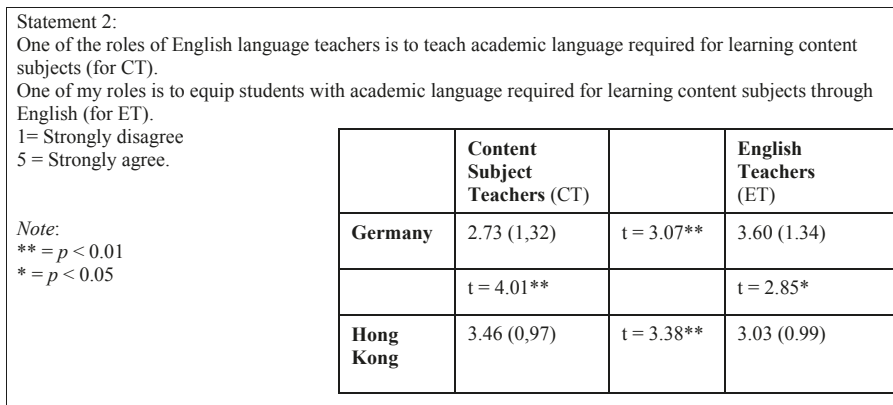 Statement 2:
One of the roles of English language teachers is to teach academic language required for learning content
subjects (for CT).
One of my roles is to equip students with academic language required for learning content subjects through
English (for ET).
1= Strongly disagree
5 = Strongly agree.
Note:
** = p < 0.01
* = p < 0.05
Content
Subject
Teachers (CT)
English
Teachers
(ET)
Germany
2.73 (1,32)
t = 3.07**
3.60 (1.34)
t = 4.01**
t = 2.85*
Hong
Kong
3.46 (0,97)
t = 3.38**
3.03 (0.99)